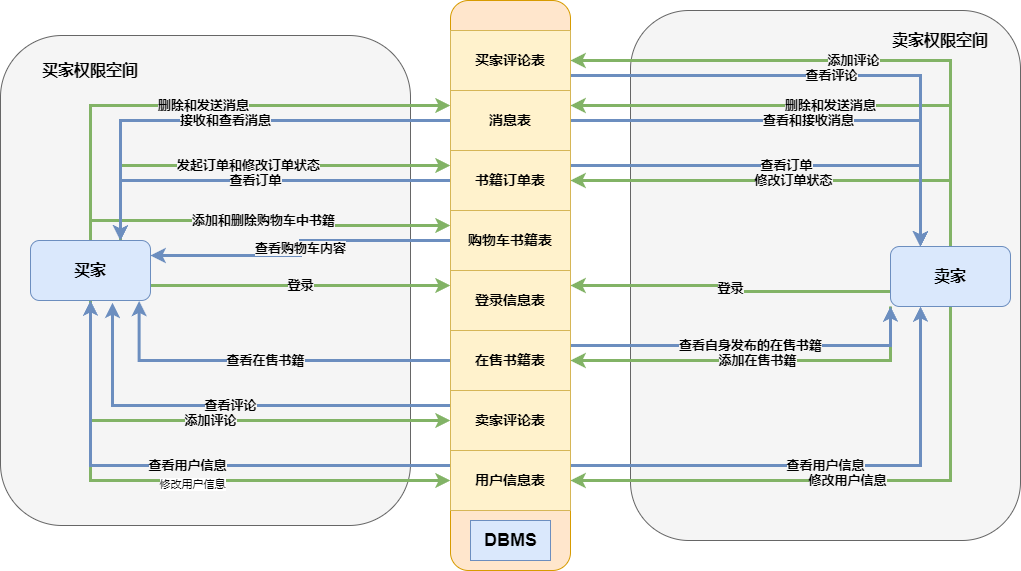 卖家权限空间
买家权限空间
买家评论表
添加评论
查看评论
删除和发送消息
接收和查看消息
消息表
删除和发送消息
查看和接收消息
发起订单和修改订单状态
查看订单
书籍订单表
查看订单
修改订单状态
添加和删除购物车中书籍
查看购物车内容
购物车书籍表
买家
卖家
登录
登录信息表
登录
查看在售书籍
在售书籍表
查看自身发布的在售书籍
添加在售书籍
查看评论
添加评论
卖家评论表
查看用户信息
修改用户信息
用户信息表
查看用户信息
修改用户信息
DBMS